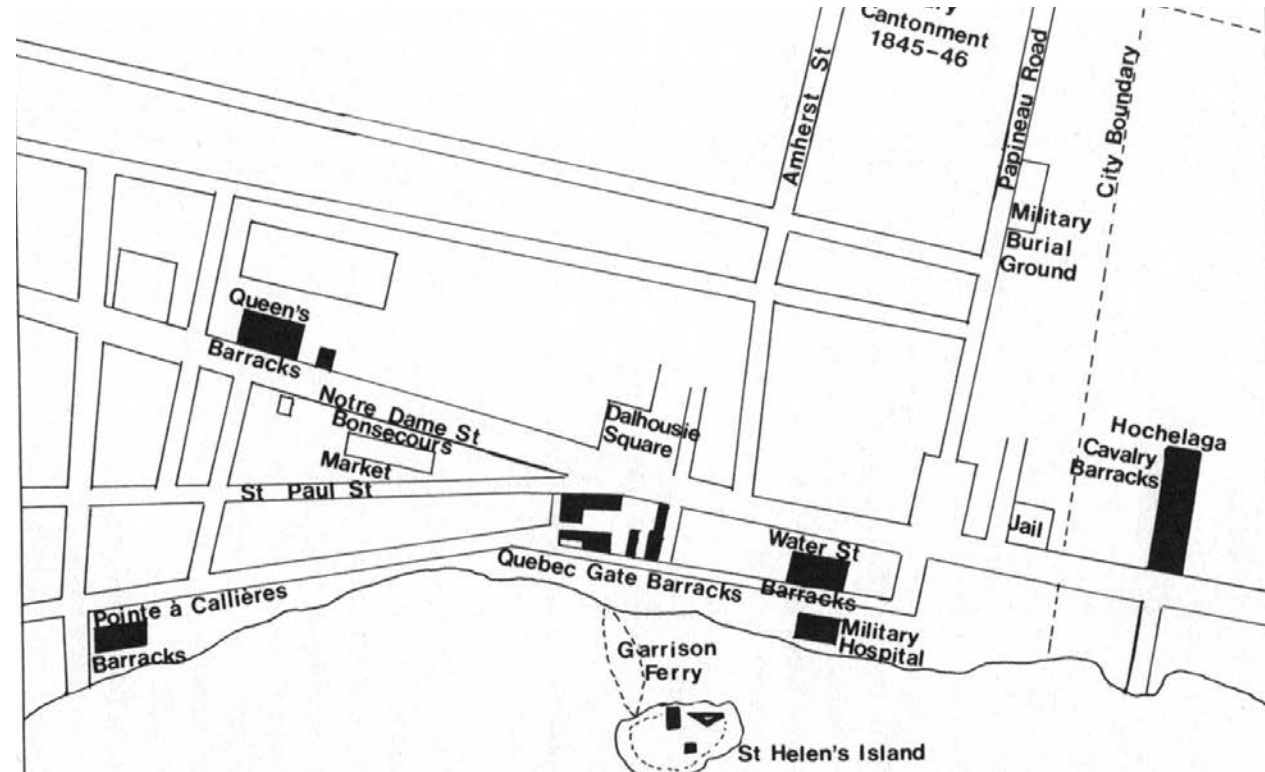 Cantonment
1845-46
Amherst St
Papineau Road
City Boundary
Military
Burial
Ground
Queen's
Barracks
Notre Dame St
Bonsecours
Market
St Paul St
Dalhousie
Square
Hochelaga
Cavalry
Barracks
Jail
Water St
Barracks
Quebec Gate Barracks
Pointe à Callières
Barracks
Military
Hospital
Garrison
Ferry
St Helen's Island